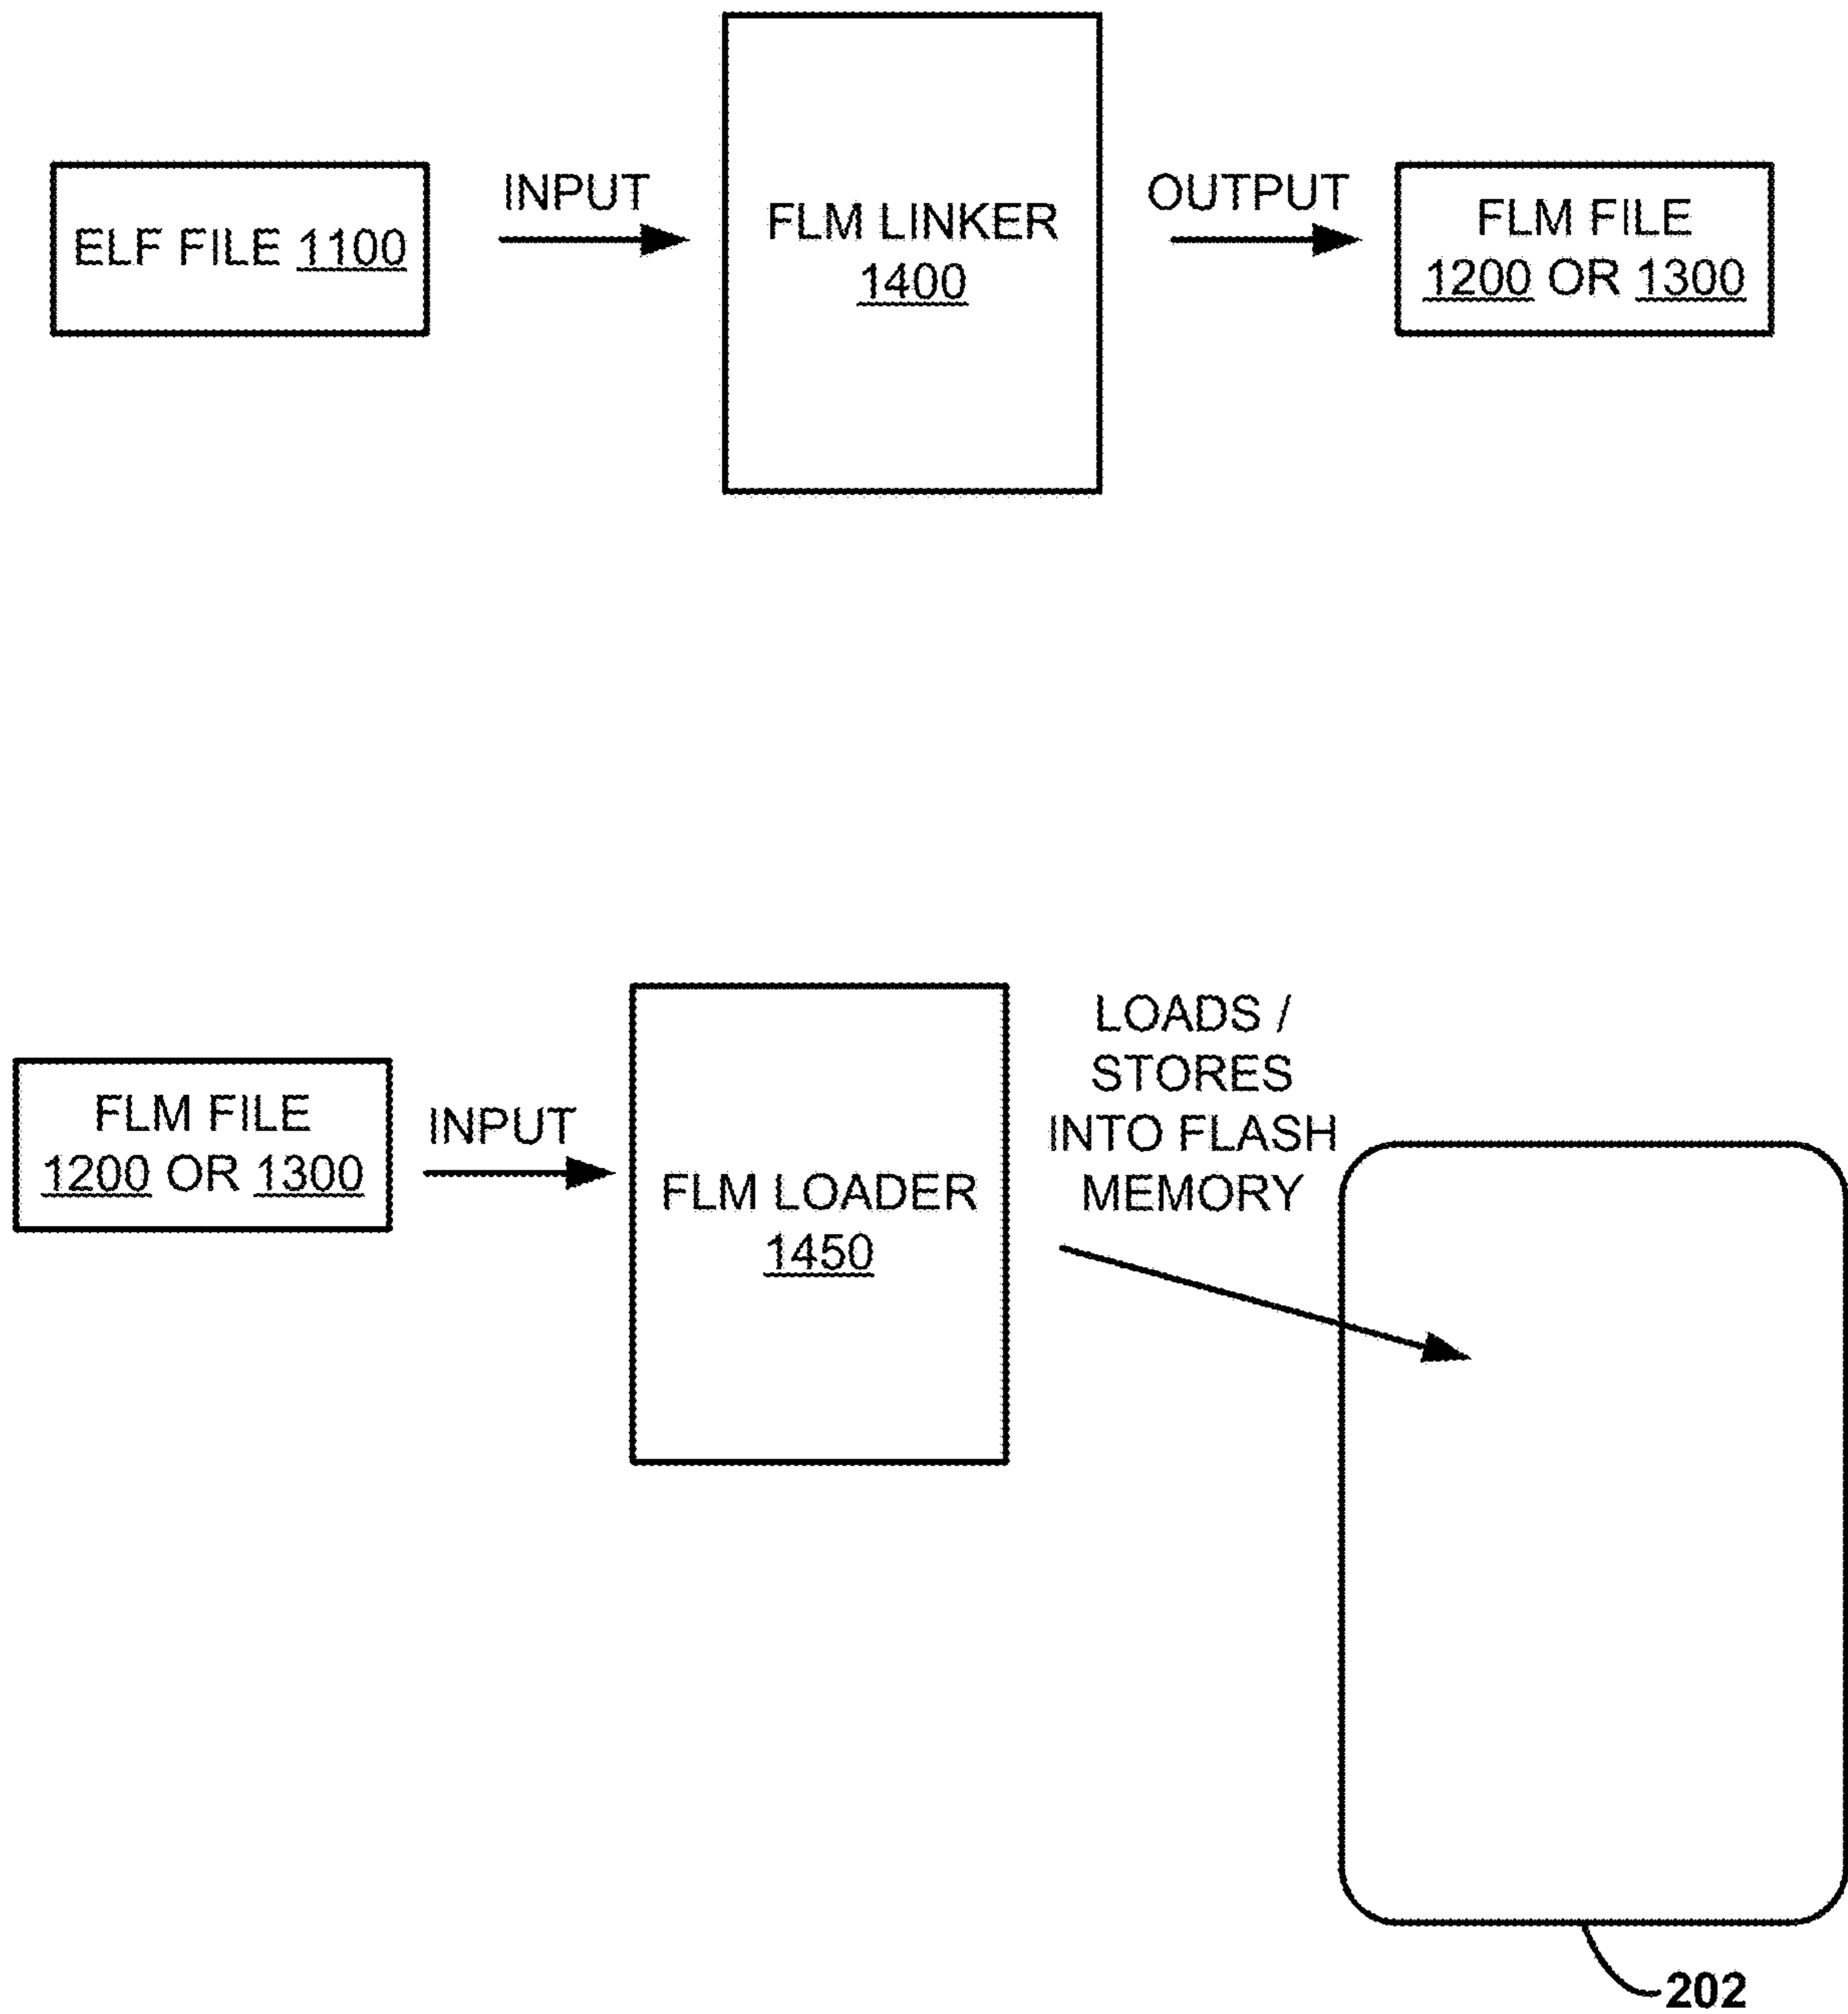 ELF FILE 1100
INPUT
FLM LINKER
1400
OUTPUT
FLM FILE
1200 OR 1300
FLM FILE
1200 OR 1300
INPUT
FLM LOADER
1450
LOADS /
STORES
INTO FLASH
MEMORY
202